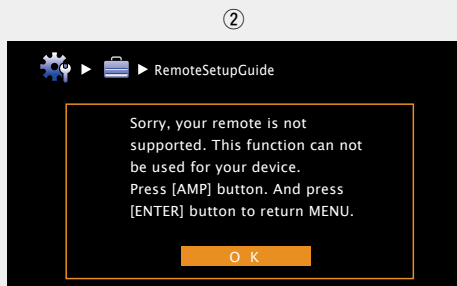 ②
RemoteSetupGuide
Sorry, your remote is not
supported. This function can not
be used for your device.
Press [AMP] button. And press
[ENTER] button to return MENU.
O K